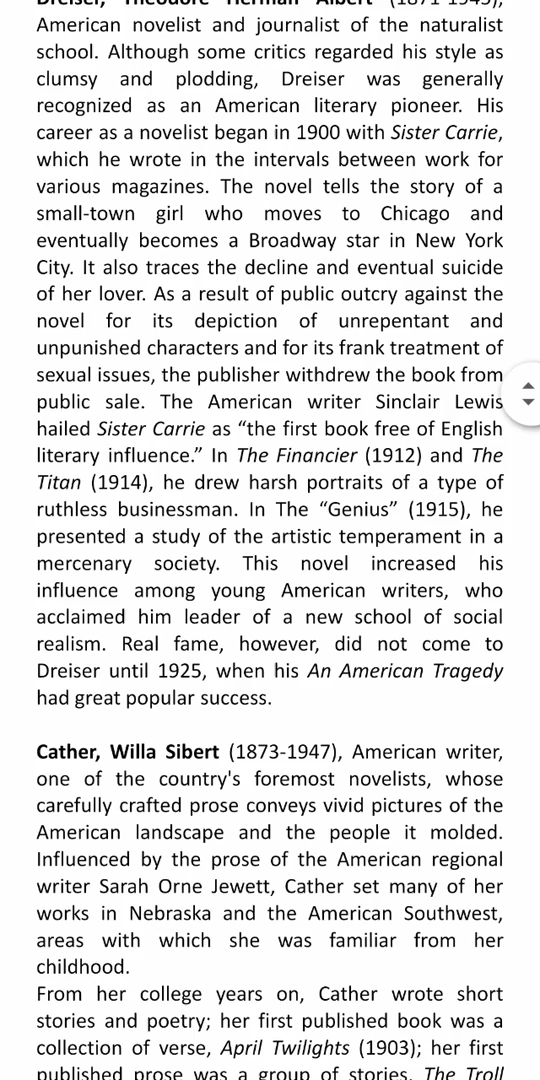 Dreiser, Theodore Herman Albert (1871-1945),
American novelist and journalist of the naturalist
school. Although some critics regarded his style as
clumsy and plodding, Dreiser was generally
recognized as an American literary pioneer. His
career as a novelist began in 1900 with Sister Carrie,
which he wrote in the intervals between work for
various magazines. The novel tells the story of a
small-town girl who moves to Chicago and
eventually becomes a Broadway star in New York
City. It also traces the decline and eventual suicide
of her lover. As a result of public outcry against the
novel for its depiction of unrepentant and
unpunished characters and for its frank treatment of
sexual issues, the publisher withdrew the book from
public sale. The American writer Sinclair Lewis
hailed Sister Carrie as “the first book free of English
literary influence.” In The Financier (1912) and The
Titan (1914), he drew harsh portraits of a type of
ruthless businessman. In The “Genius” (1915), he
presented a study of the artistic temperament in a
mercenary society. This novel increased his
influence among young American writers, who
acclaimed him leader of a new school of social
realism. Real fame, however, did not come to
Dreiser until 1925, when his An American Tragedy
had great popular success.
Cather, Willa Sibert (1873-1947), American writer,
one of the country's foremost novelists, whose
carefully crafted prose conveys vivid pictures of the
American landscape and the people it molded.
Influenced by the prose of the American regional
writer Sarah Orne Jewett, Cather set many of her
works in Nebraska and the American Southwest,
areas with which she was familiar from her
childhood.
From her college years on, Cather wrote short
stories and poetry; her first published book was a
collection of verse, April Twilights (1903); her first
published prose was a group of stories, The Troll